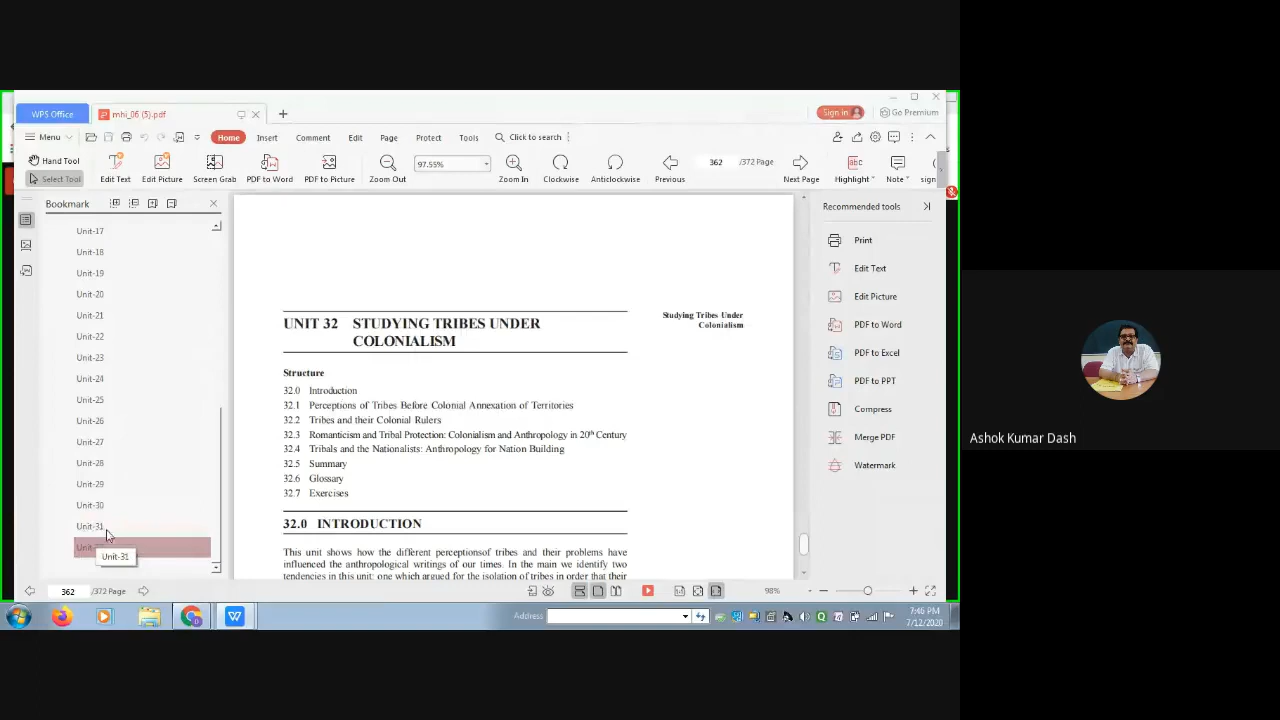 WPS Office
mhi_06 (5).pdf
Sign in
Go Premium
Menu
Home
Insert
Comment
Edit
Page
Protect
Tools
Click to search
Hand Tool
Select Tool
Edit Text
Edit Picture
Screen Grab
PDF to Word
PDF to Picture
Zoom Out
97.55%
Zoom In
Clockwise
Anticlockwise
Previous
362
/372 Page
Next Page
Highlight
Note
sign
Bookmark
Unit-17
Unit-18
Unit-19
Unit-20
Unit-21
Unit-22
Unit-23
Unit-24
Unit-25
Unit-26
Unit-27
Unit-28
Unit-29
Unit-30
Unit-31
Unit-31
UNIT 32 STUDYING TRIBES UNDER
COLONIALISM
Studying Tribes Under
Colonialism
Structure
32.0 Introduction
32.1 Perceptions of Tribes Before Colonial Annexation of Territories
32.2 Tribes and their Colonial Rulers
32.3 Romanticism and Tribal Protection: Colonialism and Anthropology in 20th Century
32.4 Tribals and the Nationalists: Anthropology for Nation Building
32.5 Summary
32.6 Glossary
32.7 Exercises
32.0 INTRODUCTION
This unit shows how the different perceptionsof tribes and their problems have
influenced the anthropological writings of our times. In the main we identify two
tendencies in this unit: one which argued for the isolation of tribes in order that their
Recommended tools
Print
Edit Text
Edit Picture
PDF to Word
PDF to Excel
PDF to PPT
Compress
Merge PDF
Watermark
362
/372 Page
98%
Address
7:46 PM
7/12/2020
Ashok Kumar Dash